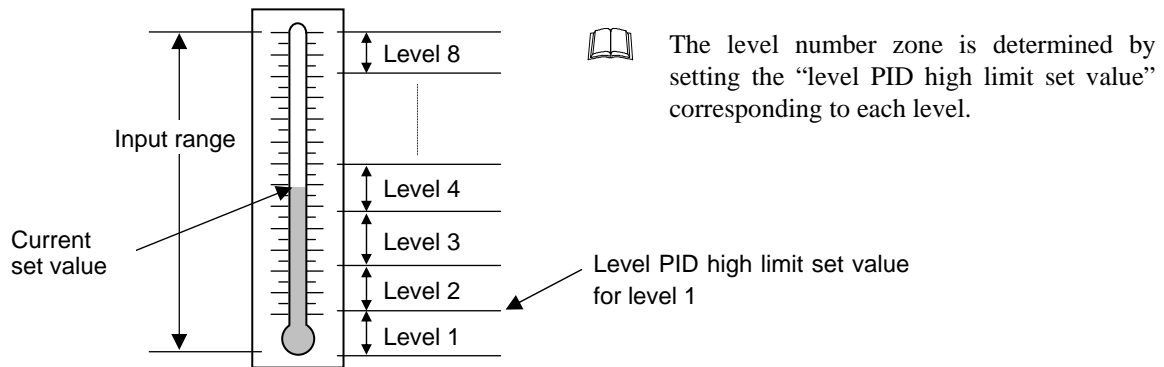 Level 8
The level number zone is determined by
setting the “level PID high limit set value”
corresponding to each level.
Input range
Level 4
Current
set value
Level 3
Level PID high limit set value
for level 1
Level 2
Level 1